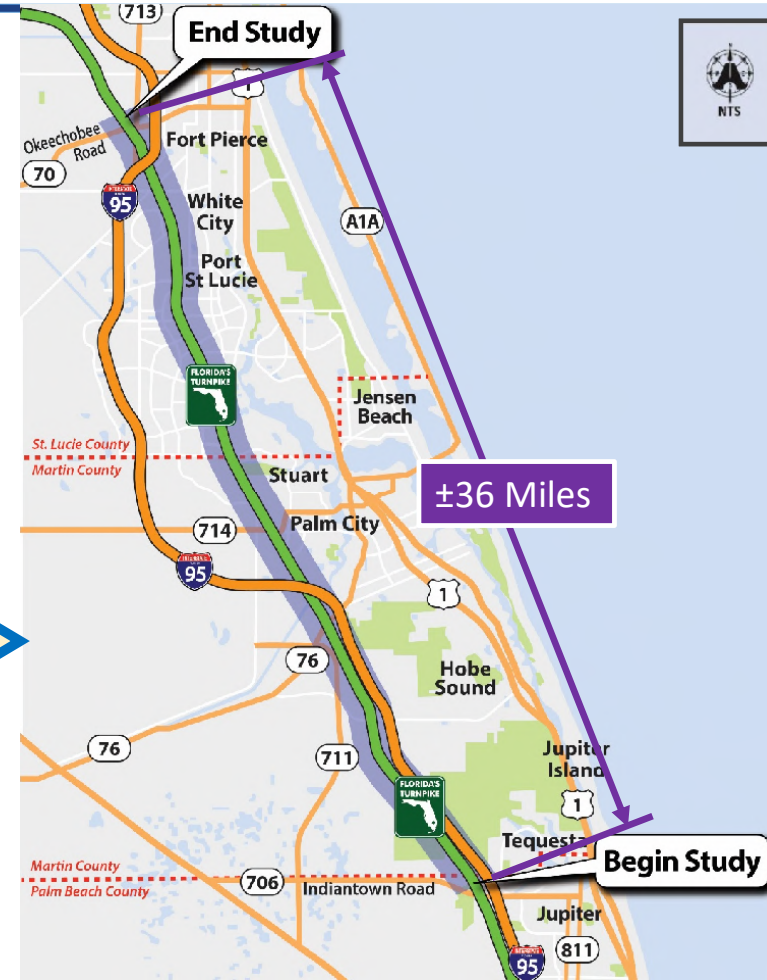 713
End Study
1
NTS
Okeechobee
Road
Fort Pierce
70
INTERSTATE
95
White
City
A1A
Port
St Lucie
FLORIDA'S
TURNPIKE
Jensen
Beach
St. Lucie County
Martin County
Stuart
±36 Miles
714
Palm City
INTERSTATE
95
1
76
Hobe
Sound
76
711
Jupiter
Island
FLORIDA'S
TURNPIKE
1
Tequesta
Begin Study
Martin County
Palm Beach County
706
Indiantown Road
Jupiter
811
INTERSTATE
95